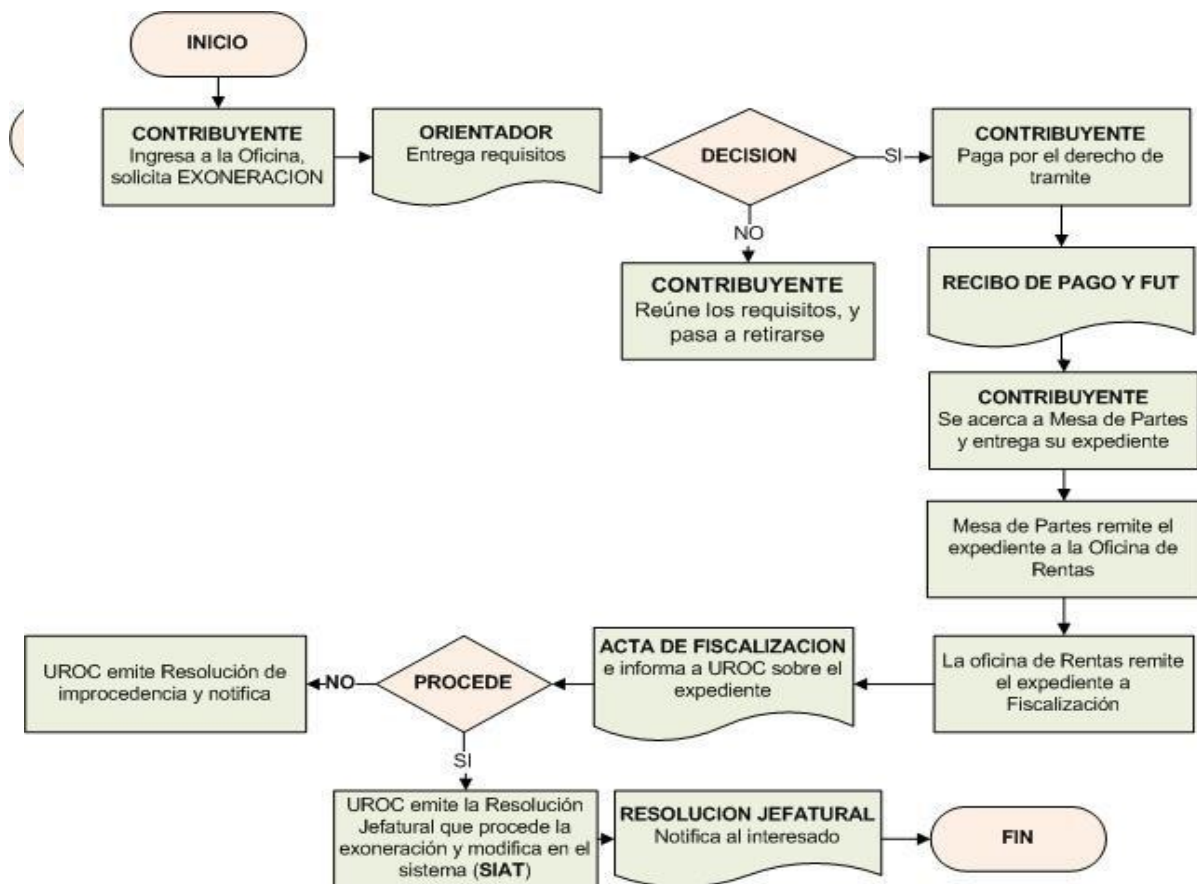 INICIO
CONTRIBUYENTE
Ingresa a la Oficina,
solicita EXONERACION
ORIENTADOR
Entrega requisitos
DECISION
SI
CONTRIBUYENTE
Paga por el derecho de
tramite
NO
CONTRIBUYENTE
Reúne los requisitos, y
pasa a retirarse
RECIBO DE PAGO Y FUT
CONTRIBUYENTE
Se acerca a Mesa de Partes
y entrega su expediente
Mesa de Partes remite el
expediente a la Oficina de
Rentas
La oficina de Rentas remite
el expediente a
Fiscalización
ACTA DE FISCALIZACION
e informa a UROC sobre el
expediente
PROCEDE
NO
UROC emite Resolución de
improcedencia y notifica
SI
UROC emite la Resolución
Jefatural que procede la
exoneración y modifica en el
sistema (SIAT)
RESOLUCION JEFATURAL
Notifica al interesado
FIN